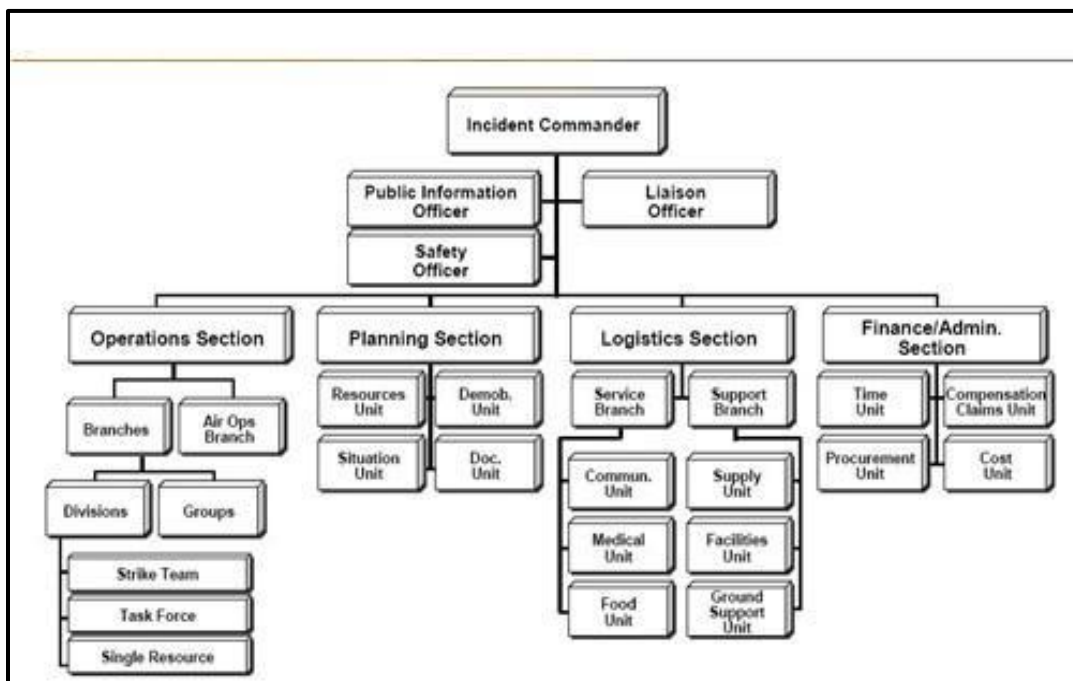 Incident Commander
Public Information
Officer
Liaison
Officer
Safety
Officer
Operations Section
Planning Section
Logistics Section
Finance/Admin.
Section
Branches
Air Ops
Branch
Resources
Unit
Demob.
Unit
Service
Branch
Support
Branch
Time
Unit
Compensation
Claims Unit
Situation
Unit
Doc.
Unit
Procurement
Unit
Cost
Unit
Divisions
Groups
Commun.
Unit
Supply
Unit
Strike Team
Medical
Unit
Facilities
Unit
Task Force
Food
Unit
Ground
Support
Unit
Single Resource